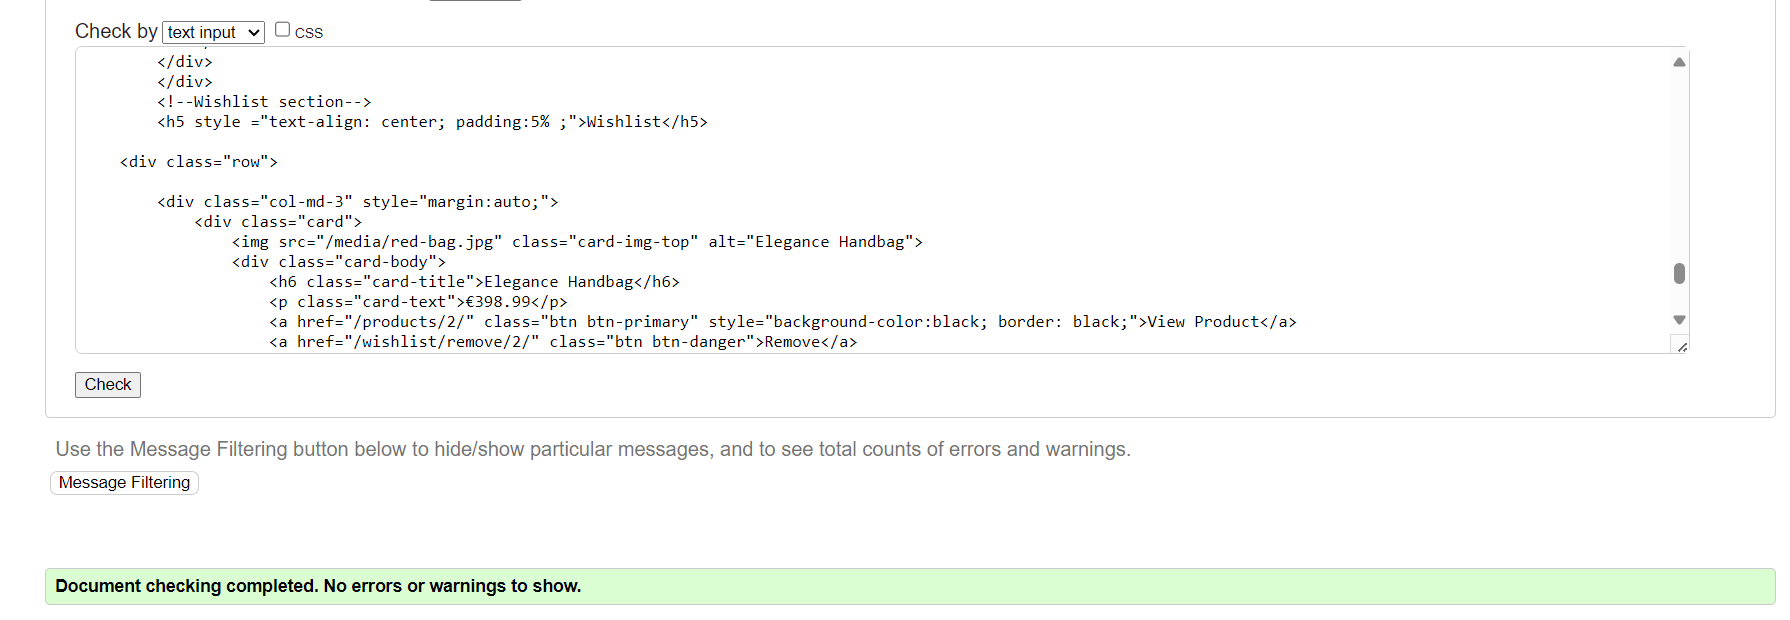 Check by text input CSS
</div>
</div>
<!--Wishlist section-->
<h5 style ="text-align: center; padding:5% ;">Wishlist</h5>
<div class="row">
<div class="col-md-3" style="margin:auto;">
<div class="card">
<img src="/media/red-bag.jpg" class="card-img-top" alt="Elegance Handbag">
<div class="card-body">
<h6 class="card-title">Elegance Handbag</h6>
<p class="card-text">€398.99</p>
<a href="/products/2/" class="btn btn-primary" style="background-color:black; border: black;">View Product</a>
<a href="/wishlist/remove/2/" class="btn btn-danger">Remove</a>
Check
Use the Message Filtering button below to hide/show particular messages, and to see total counts of errors and warnings.
Message Filtering
Document checking completed. No errors or warnings to show.